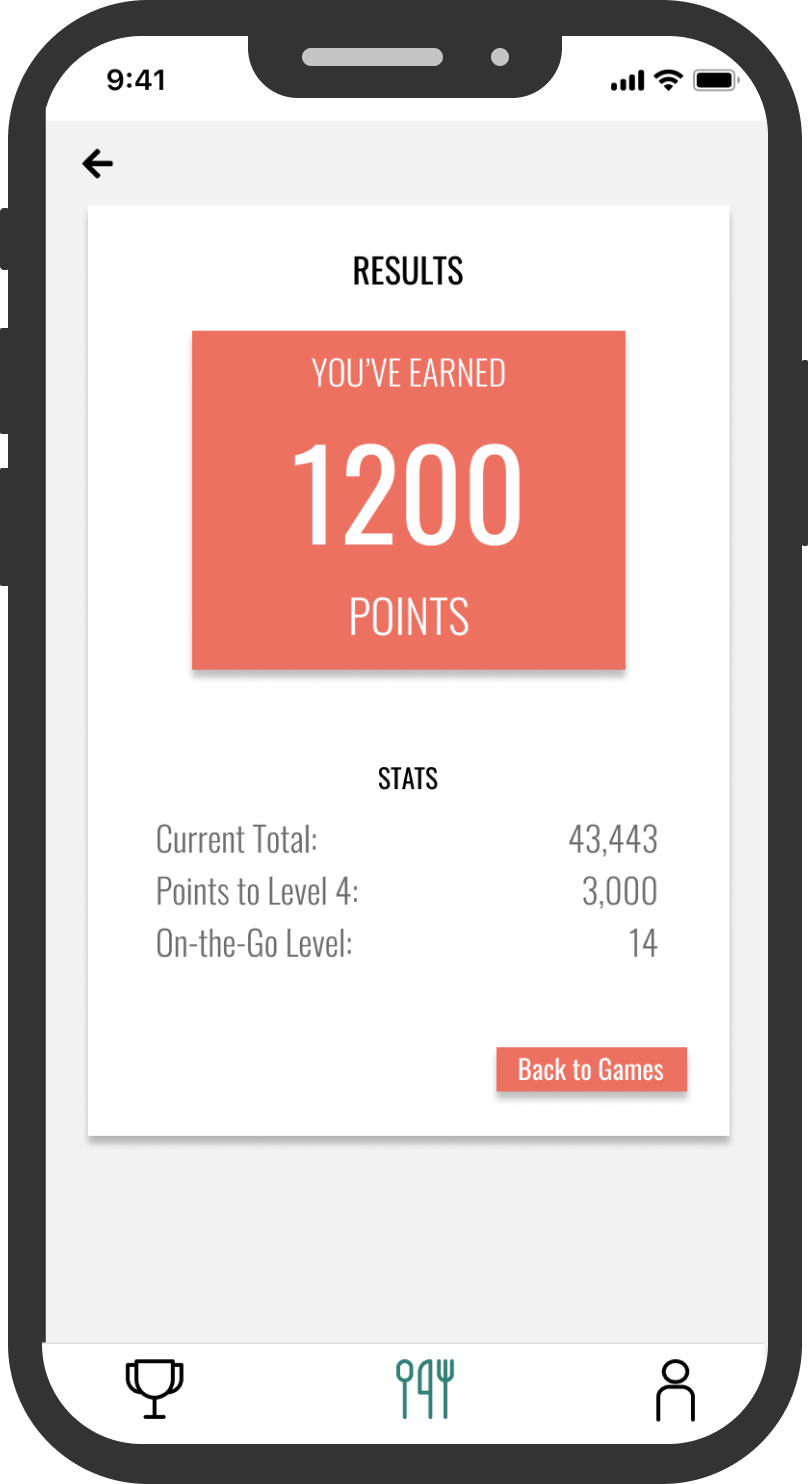 9:41
RESULTS
YOU’VE EARNED
1200
POINTS
STATS
Current Total: 43,443
Points to Level 4: 3,000
On-the-Go Level: 14
Back to Games